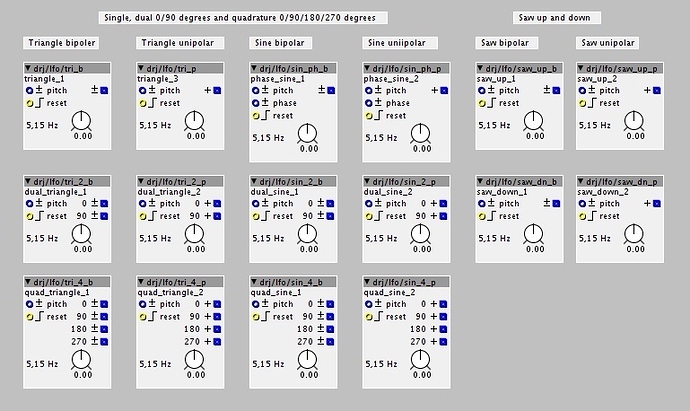 Single, dual 0/90 degrees and quadrature 0/90/180/270 degrees
Saw up and down
Triangle bipoler
Triangle unipolar
Sine bipolar
Sine uniipolar
Saw bipolar
Saw unipolar
▼ drj/lfo/tri_b
triangle_1
± pitch ±
reset
5,15 Hz
0.00
▼ drj/lfo/tri_p
triangle_3
± pitch +
reset
5,15 Hz
0.00
▼ drj/lfo/sin_ph_b
phase_sine_1
± pitch ±
± phase
reset
5,15 Hz
0.00
▼ drj/lfo/sin_ph_p
phase_sine_2
± pitch +
± phase
reset
5,15 Hz
0.00
▼ drj/lfo/saw_up_b
saw_up_1
± pitch ±
reset
5,15 Hz
0.00
▼ drj/lfo/saw_up_p
saw_up_2
± pitch +
reset
5,15 Hz
0.00
▼ drj/lfo/tri_2_b
dual_triangle_1
± pitch 0 ±
reset 90 ±
5,15 Hz
0.00
▼ drj/lfo/tri_2_p
dual_triangle_2
± pitch 0 +
reset 90 +
5,15 Hz
0.00
▼ drj/lfo/sin_2_b
dual_sine_1
± pitch 0 ±
reset 90 ±
5,15 Hz
0.00
▼ drj/lfo/sin_2_p
dual_sine_2
± pitch 0 +
reset 90 +
5,15 Hz
0.00
▼ drj/lfo/saw_dn_b
saw_down_1
± pitch ±
reset
5,15 Hz
0.00
▼ drj/lfo/saw_dn_p
saw_down_2
± pitch +
reset
5,15 Hz
0.00
▼ drj/lfo/tri_4_b
quad_triangle_1
± pitch 0 ±
reset 90 ±
180 ±
270 ±
5,15 Hz
0.00
▼ drj/lfo/tri_4_p
quad_triangle_2
± pitch 0 +
reset 90 +
180 +
270 +
5,15 Hz
0.00
▼ drj/lfo/sin_4_b
quad_sine_1
± pitch 0 ±
reset 90 ±
180 ±
270 ±
5,15 Hz
0.00
▼ drj/lfo/sin_4_p
quad_sine_2
± pitch 0 +
reset 90 +
180 +
270 +
5,15 Hz
0.00